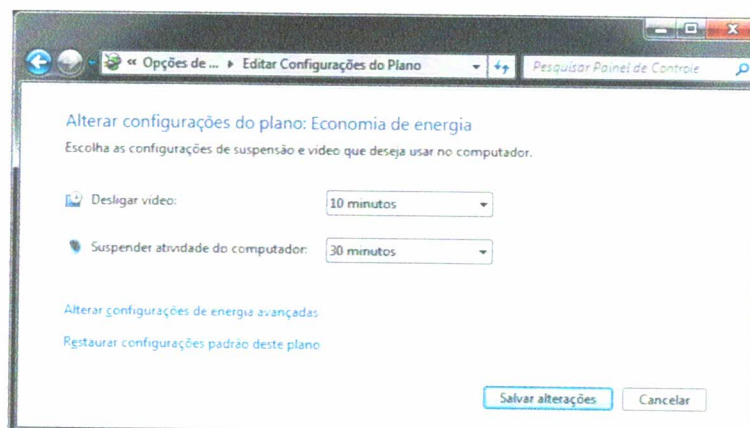 « Opções de ... ▸ Editar Configurações do Plano
Pesquisar Painel de Controle
Alterar configurações do plano: Economia de energia
Escolha as configurações de suspensão e vídeo que deseja usar no computador.
Desligar vídeo:
10 minutos
Suspender atividade do computador:
30 minutos
Alterar configurações de energia avançadas
Restaurar configurações padrão deste plano
Salvar alterações
Cancelar